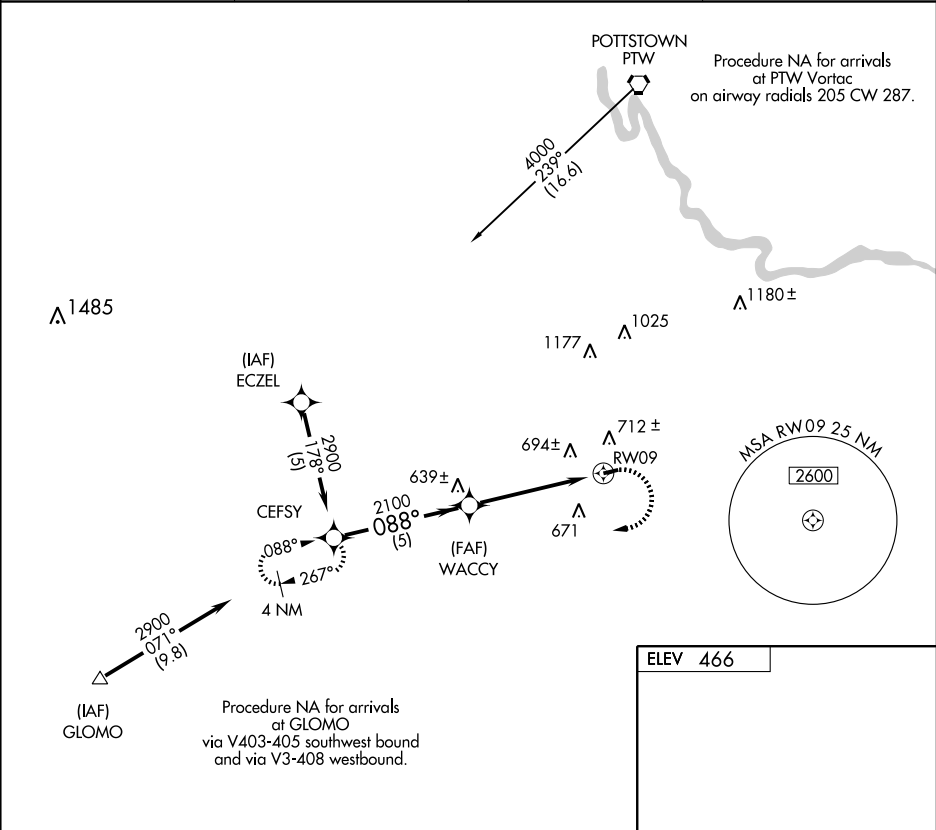 POTTSTOWN
PTW
Procedure NA for arrivals
at PTW Vortac
on airway radials 205 CW 287.
4000
239°
(16.6)
1485
1180 ±
1025
1177
(IAF)
ECZEL
2900
178°
(5)
712 ±
694±
RW09
639±
671
MSA RW09 25 NM
2600
CEFSY
2100
088°
(5)
(FAF)
WACCY
088°
267°
4 NM
2900
071°
(9.8)
(IAF)
GLOMO
Procedure NA for arrivals
at GLOMO
via V403-405 southwest bound
and via V3-408 westbound.
ELEV 466